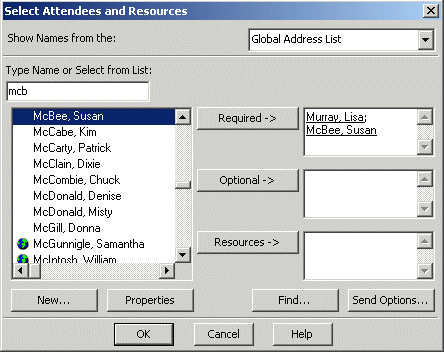 Select Attendees and Resources
Show Names from the:
Global Address List
Type Name or Select from List:
mcb
McBee, Susan
McCabe, Kim
McCarty, Patrick
McClain, Dixie
McCombie, Chuck
McDonald, Denise
McDonald, Misty
McGill, Donna
McGunnigle, Samantha
McIntosh, William
Required ->
Murray, Lisa;
McBee, Susan
Optional ->
Resources ->
New...
Properties
Find...
Send Options...
OK
Cancel
Help